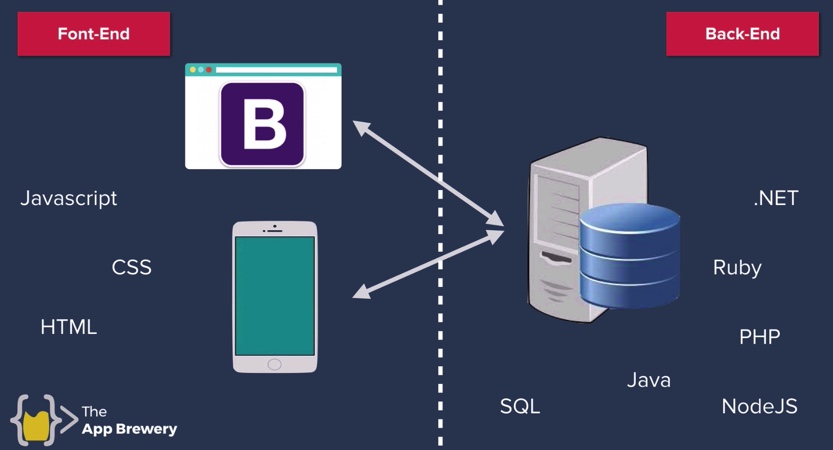 Font-End
Back-End
B
Javascript
CSS
HTML
.NET
Ruby
PHP
Java
SQL
NodeJS
The
App Brewery